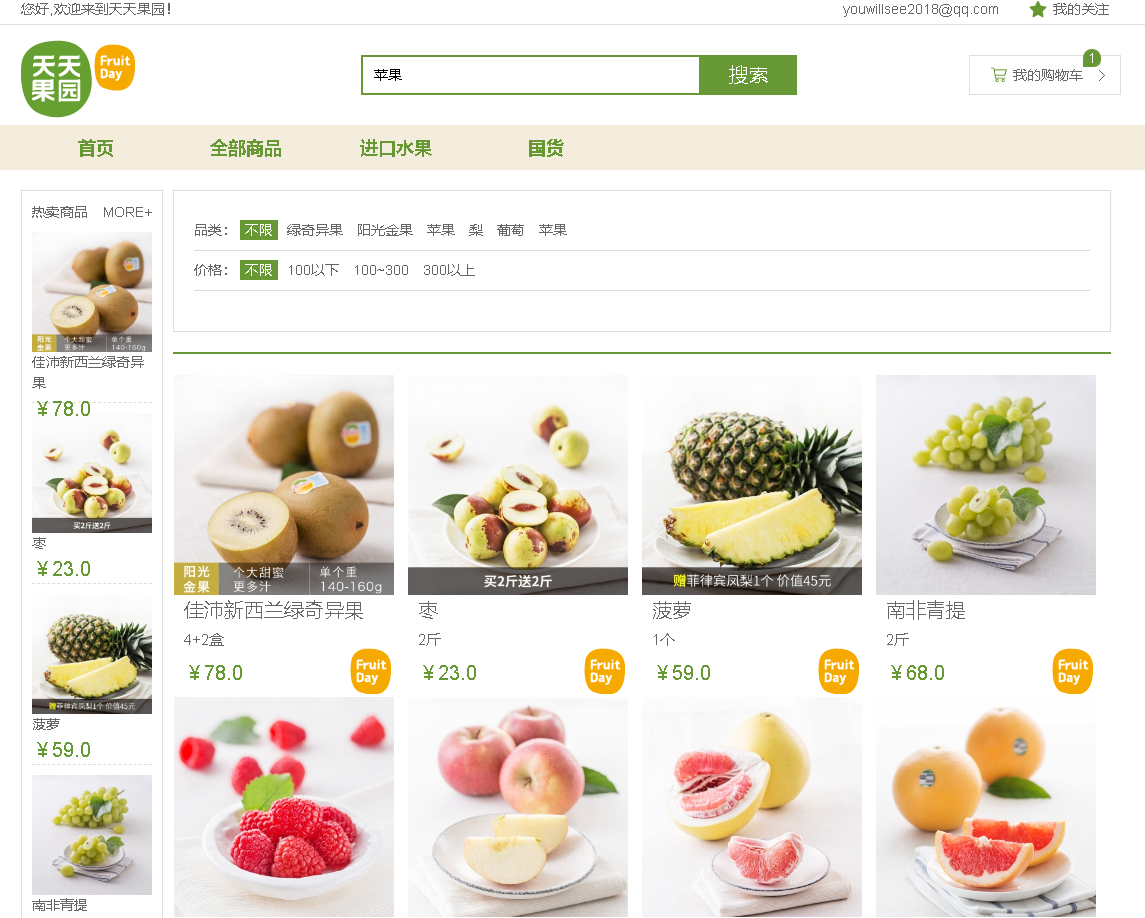 您好,欢迎来到天天果园!
youwillsee2018@qq.com 我的关注
天天果园 Fruit Day
苹果 搜索
我的购物车 1
首页 全部商品 进口水果 国货
热卖商品 MORE+
品类: 不限 绿奇异果 阳光金果 苹果 梨 葡萄 苹果
价格: 不限 100以下 100~300 300以上
阳光金果 个大甜蜜 更多汁 单个重 140-160g
佳沛新西兰绿奇异
果
￥78.0
买2斤送2斤
枣
￥23.0
赠菲律宾凤梨1个 价值45元
菠萝
￥59.0
南非青提
阳光 个大甜蜜 单个重
金果 更多汁 140-160g
佳沛新西兰绿奇异果
4+2盒
￥78.0 Fruit Day
买2斤送2斤
枣
2斤
￥23.0 Fruit Day
赠菲律宾凤梨1个 价值45元
菠萝
1个
￥59.0 Fruit Day
南非青提
2斤
￥68.0 Fruit Day